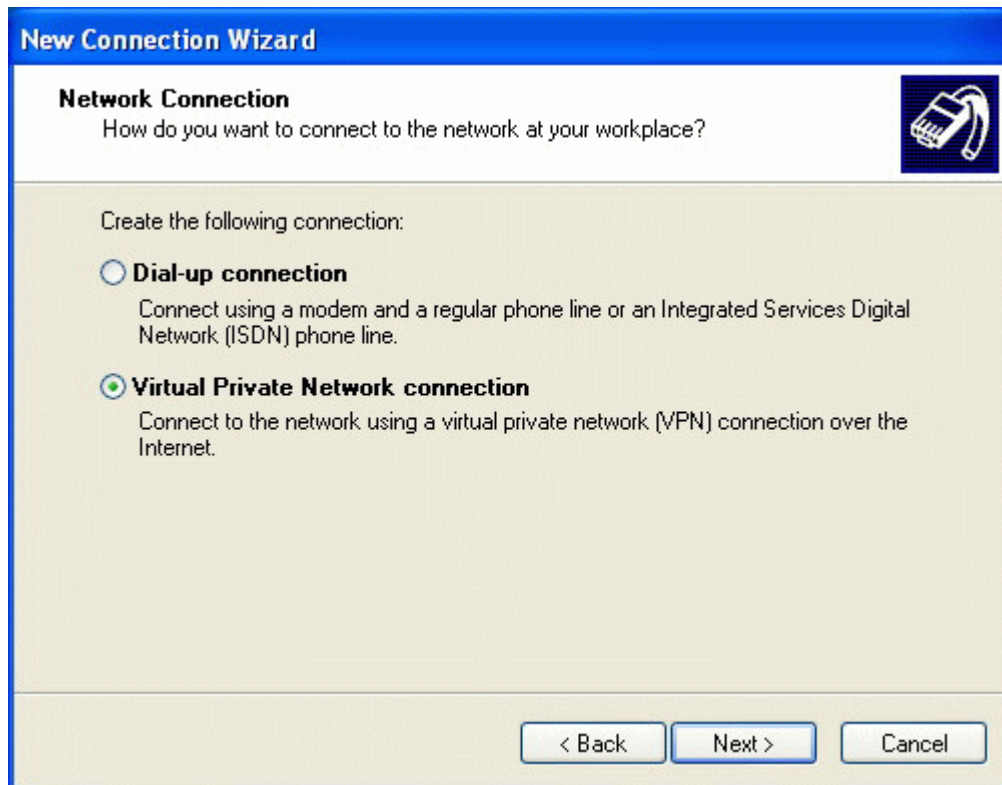 New Connection Wizard
Network Connection
How do you want to connect to the network at your workplace?
Create the following connection:
Dial-up connection
Connect using a modem and a regular phone line or an Integrated Services Digital
Network (ISDN) phone line.
Virtual Private Network connection
Connect to the network using a virtual private network (VPN) connection over the
Internet.
< Back
Next >
Cancel